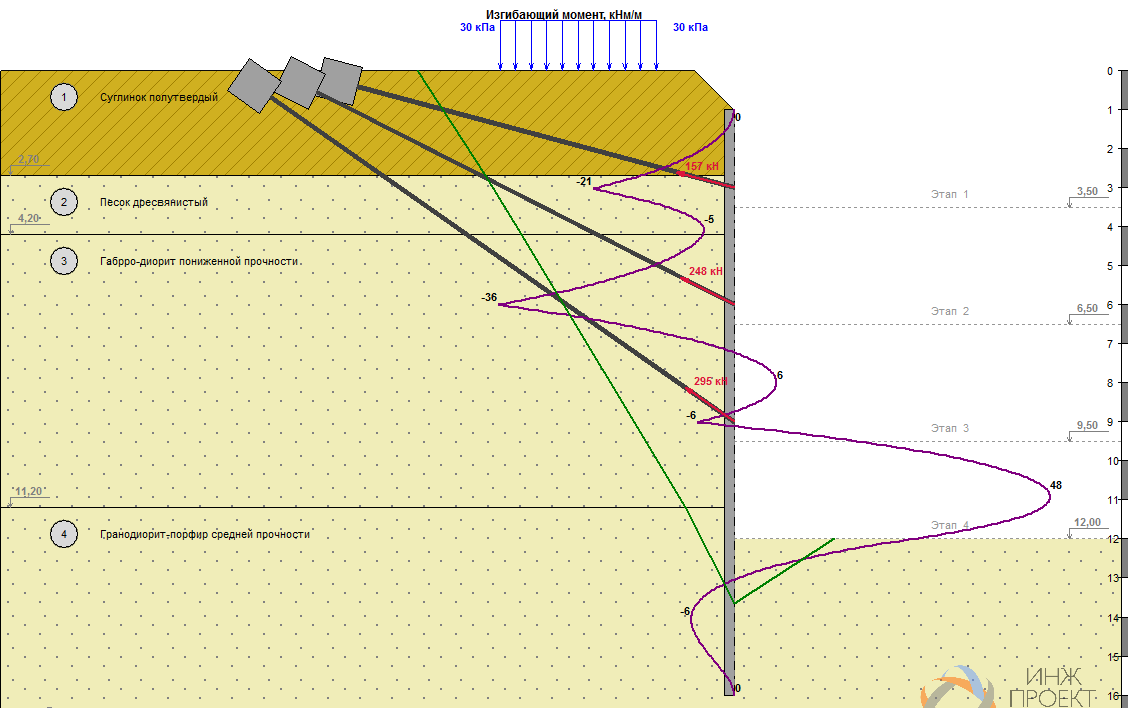 Изгибающий момент, кНм/м
30 кПа
30 кПа
0
1
Суглинок полутвердый
1
0
2
2,70
157 кН
-21
3
Этап 1
3,50
2
Песок дресвянистый
4,20
-5
4
3
Габрро-диорит пониженной прочности.
5
248 кН
-36
6
Этап 2
6,50
7
295 кН
6
8
-6
9
Этап 3
9,50
10
11,20
48
11
4
Гранодиорит-порфир средней прочности
Этап 4
12,00
12
13
-6
14
15
0
16
ИНЖ
ПРОЕКТ